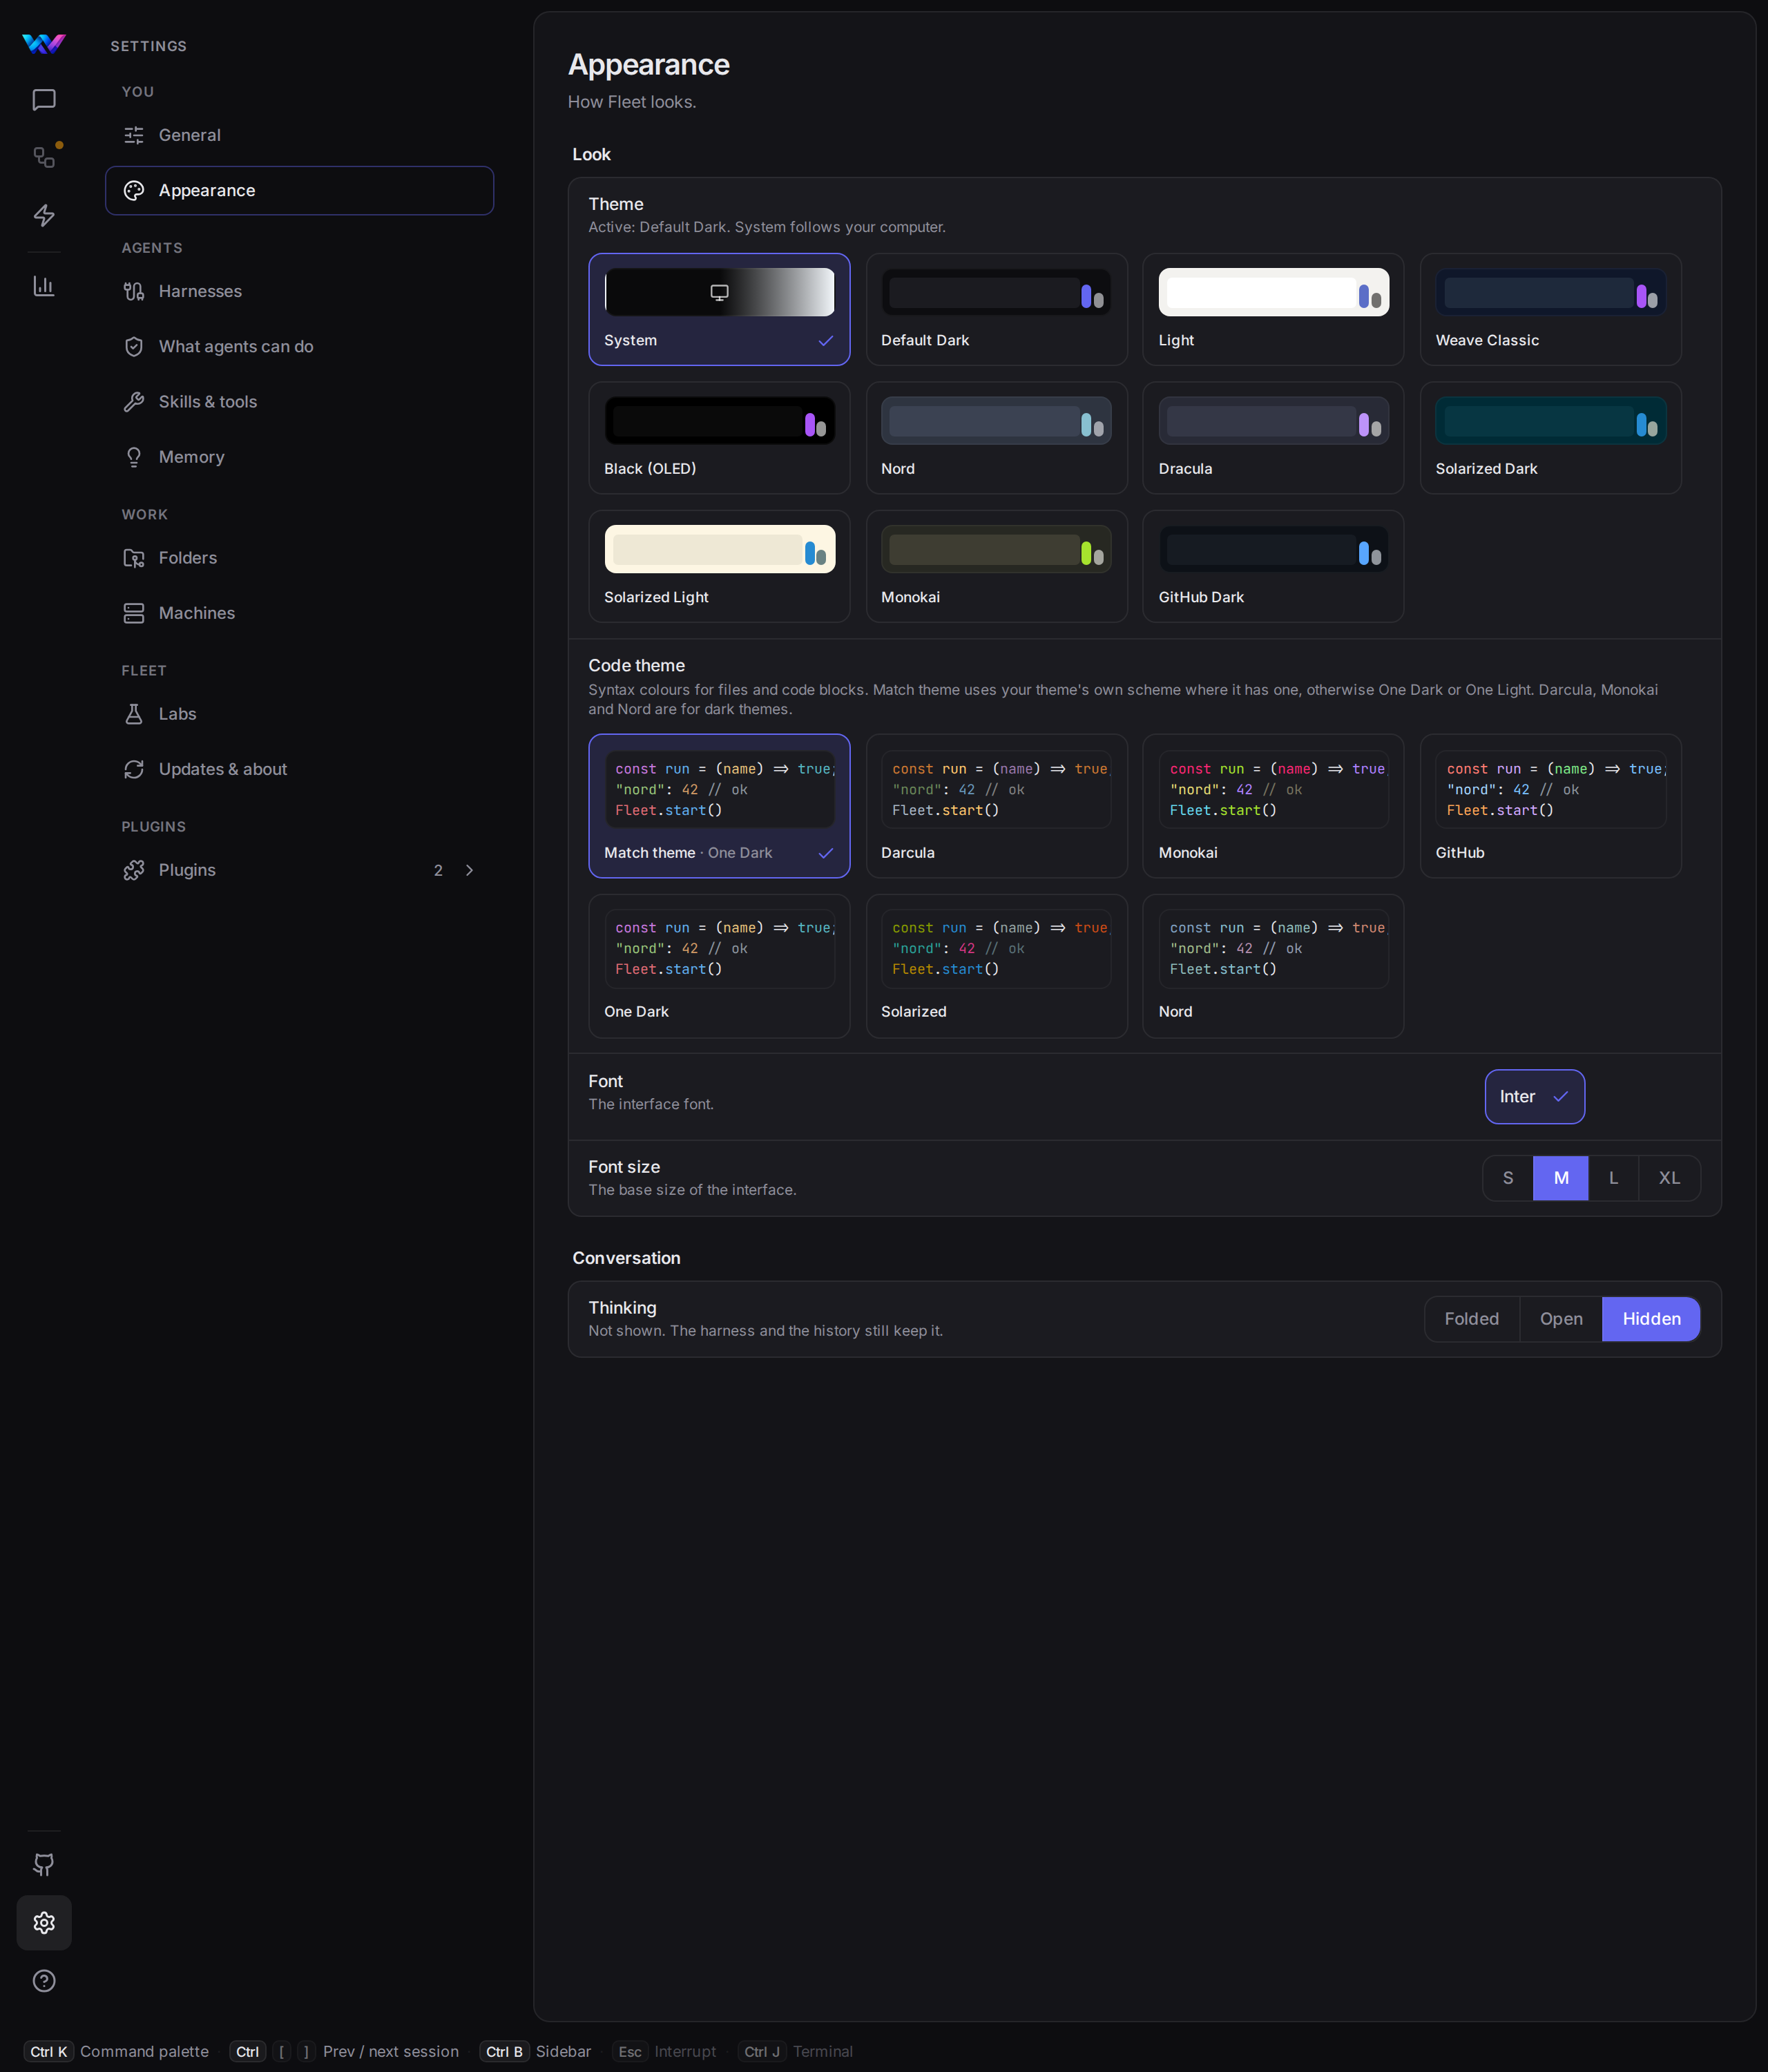 SETTINGS
YOU
General
Appearance
AGENTS
Harnesses
What agents can do
Skills & tools
Memory
WORK
Folders
Machines
FLEET
Labs
Updates & about
PLUGINS
Plugins 2
Appearance
How Fleet looks.
Look
Theme
Active: Default Dark. System follows your computer.
System
Default Dark
Light
Weave Classic
Black (OLED)
Nord
Dracula
Solarized Dark
Solarized Light
Monokai
GitHub Dark
Code theme
Syntax colours for files and code blocks. Match theme uses your theme's own scheme where it has one, otherwise One Dark or One Light. Darcula, Monokai
and Nord are for dark themes.
const run = (name) => true;
"nord": 42 // ok
Fleet.start()
Match theme · One Dark
const run = (name) => true
"nord": 42 // ok
Fleet.start()
Darcula
const run = (name) => true
"nord": 42 // ok
Fleet.start()
Monokai
const run = (name) => true;
"nord": 42 // ok
Fleet.start()
GitHub
const run = (name) => true;
"nord": 42 // ok
Fleet.start()
One Dark
const run = (name) => true
"nord": 42 // ok
Fleet.start()
Solarized
const run = (name) => true
"nord": 42 // ok
Fleet.start()
Nord
Font
The interface font.
Inter
Font size
The base size of the interface.
S M L XL
Conversation
Thinking
Not shown. The harness and the history still keep it.
Folded Open Hidden
Ctrl K Command palette · Ctrl [ ] Prev / next session · Ctrl B Sidebar · Esc Interrupt · Ctrl J Terminal